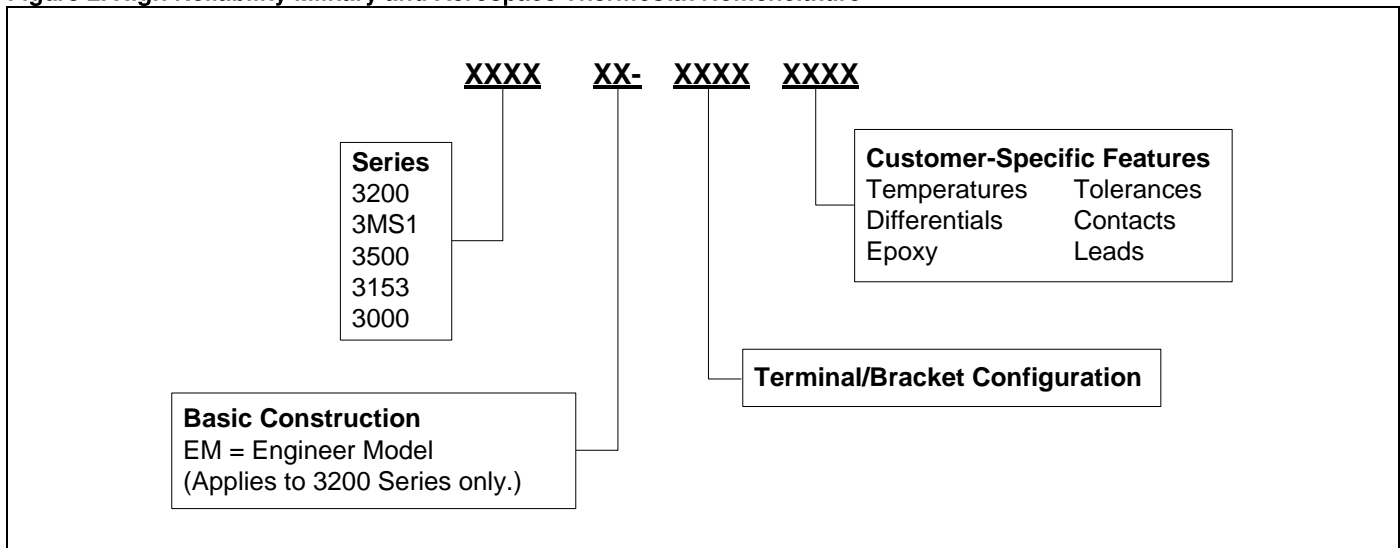 XXXX XX- XXXX XXXX
Series
3200
3MS1
3500
3153
3000
Customer-Specific Features
Temperatures Tolerances
Differentials Contacts
Epoxy Leads
Terminal/Bracket Configuration
Basic Construction
EM = Engineer Model
(Applies to 3200 Series only.)